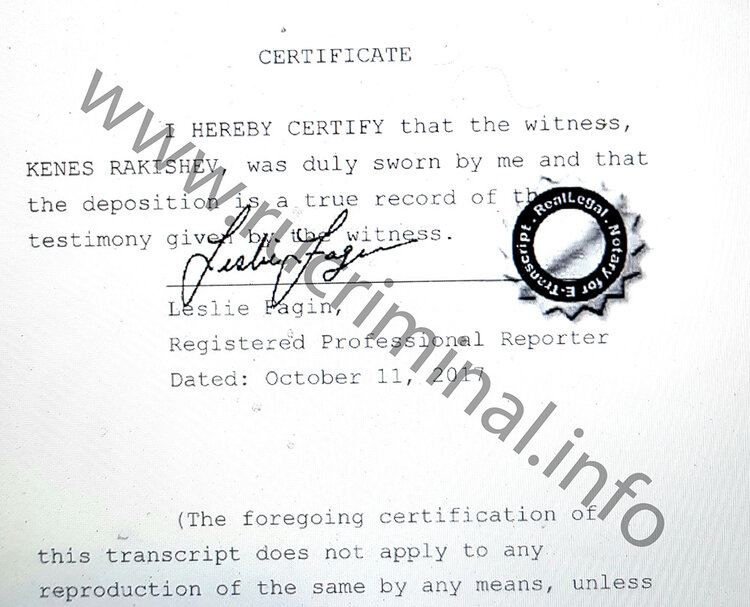 CERTIFICATE
I HEREBY CERTIFY that the witness,
KENES RAKISHEV, was duly sworn by me and that
the deposition is a true record of the
testimony given by the witness.
Leslie Fagin
Leslie Fagin,
Registered Professional Reporter
Dated: October 11, 2017
(The foregoing certification of
this transcript does not apply to any
reproduction of the same by any means, unless
RealLegal. Notary for E-Transcript.
www.rucriminal.info